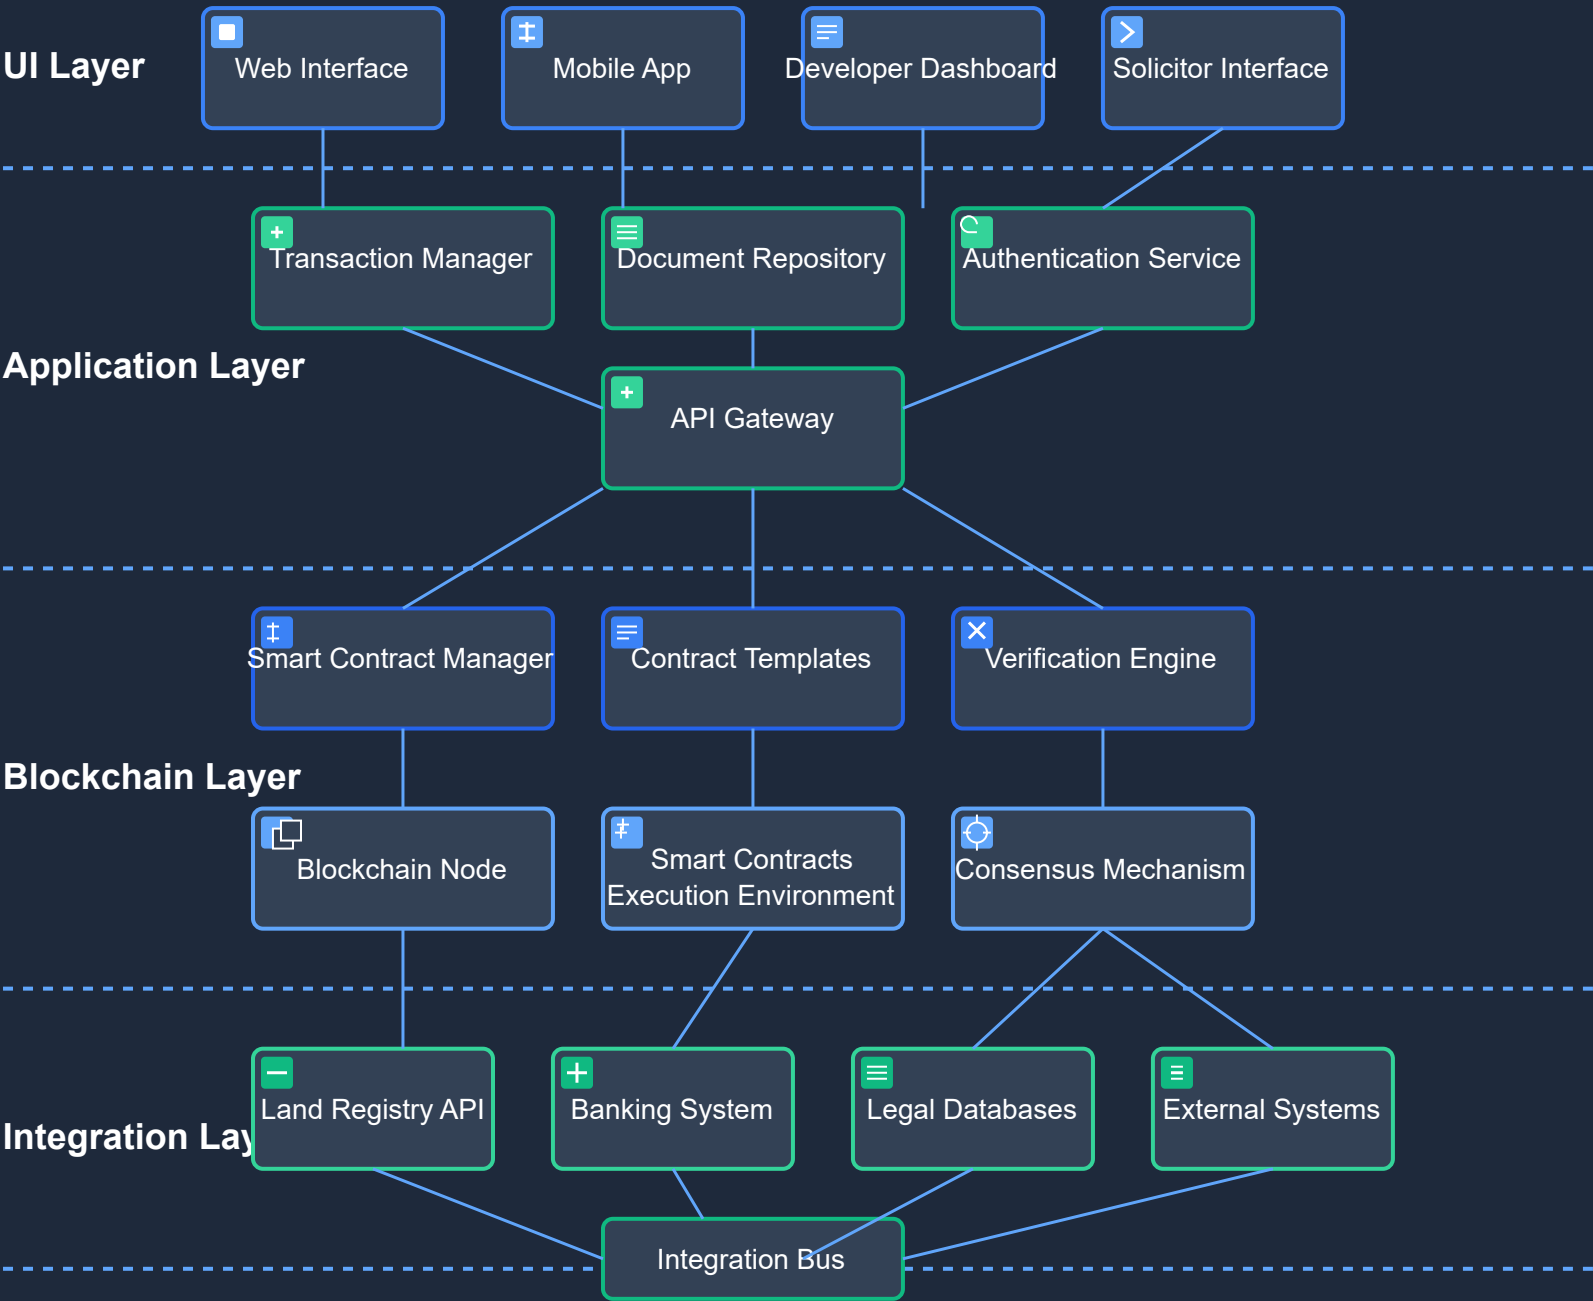 UI Layer
Web Interface
Mobile App
Developer Dashboard
Solicitor Interface
Transaction Manager
Document Repository
Authentication Service
Application Layer
API Gateway
Smart Contract Manager
Contract Templates
Verification Engine
Blockchain Layer
Blockchain Node
Smart Contracts
Execution Environment
Consensus Mechanism
Integration Lay
Land Registry API
Banking System
Legal Databases
External Systems
Integration Bus